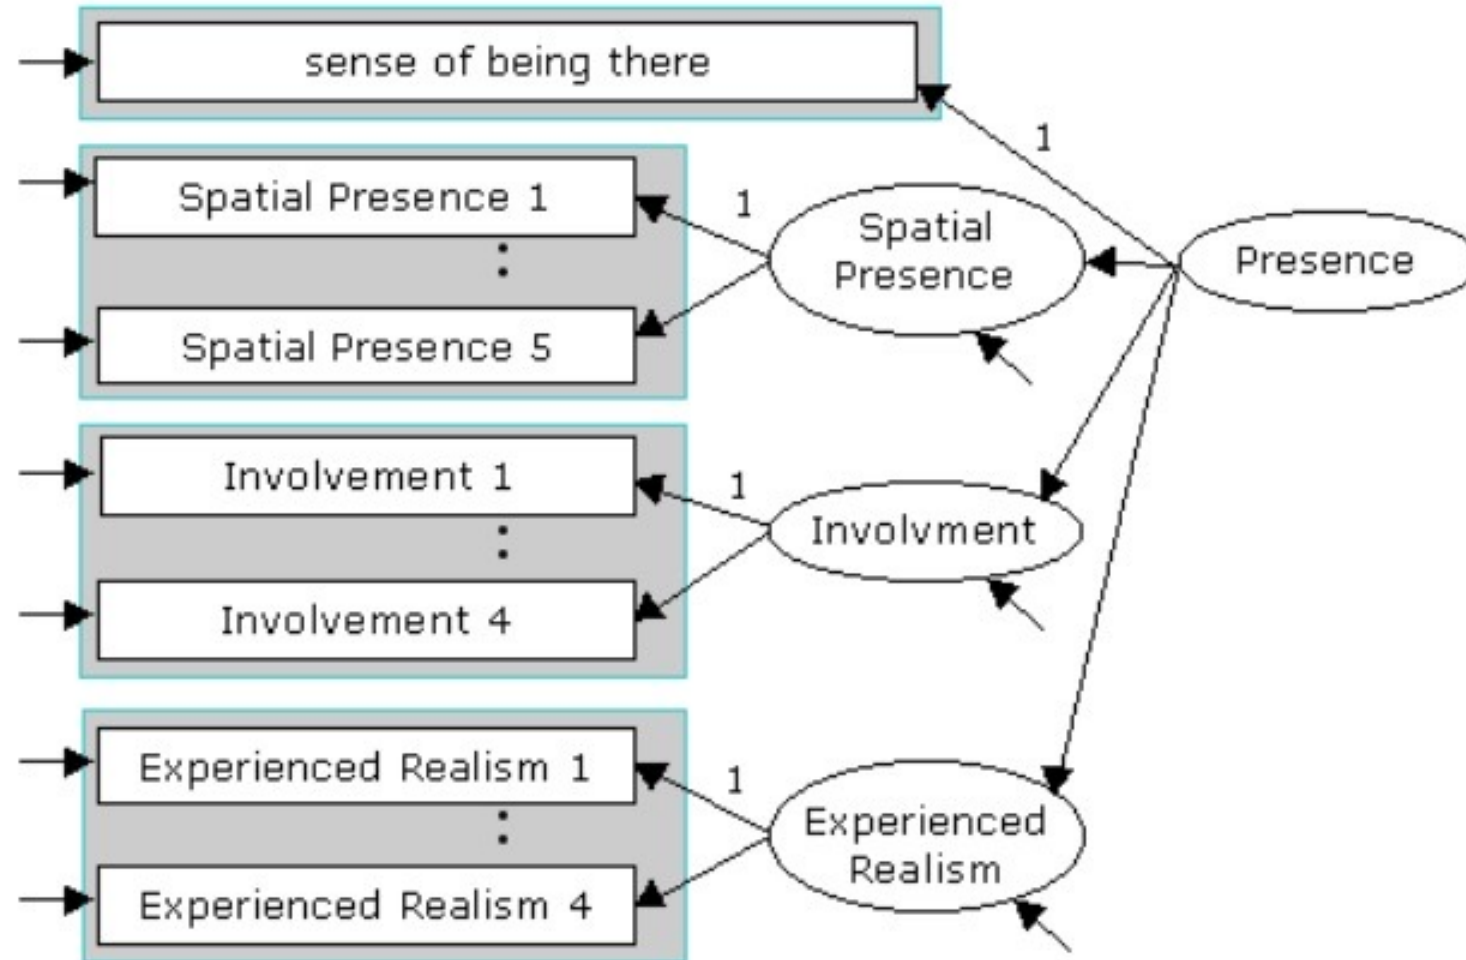 sense of being there
1
Spatial Presence 1
1
Spatial
Presence
Presence
Spatial Presence 5
Involvement 1
1
Involvment
Involvement 4
Experienced Realism 1
1
Experienced
Realism
Experienced Realism 4